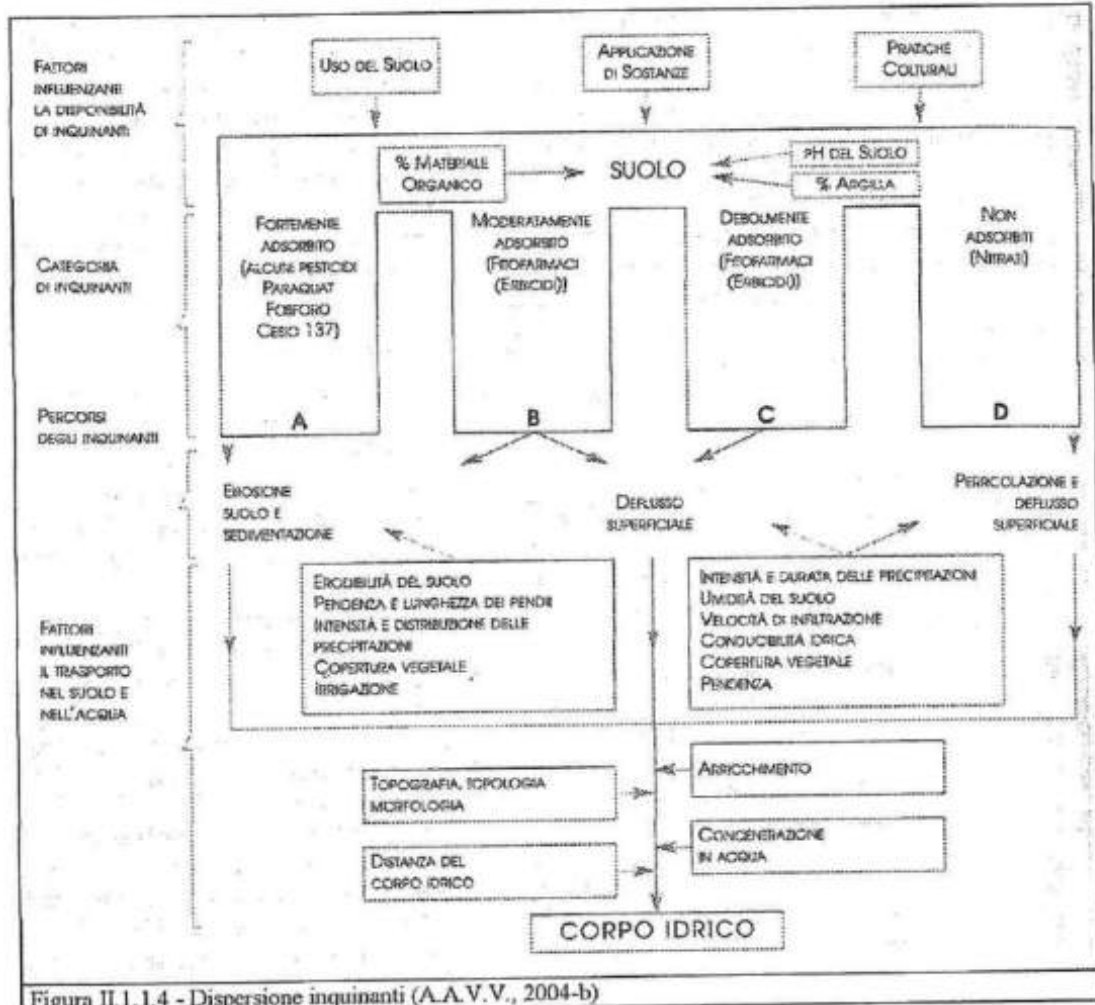 FATTORI
INFLUENZANE
LA DISPONIBILITÀ
DI INQUINANTI
USO DEL SUOLO
APPLICAZIONE
DI SOSTANZE
PRATICHE
COLTURALI
% MATERIALE
ORGANICO
SUOLO
PH DEL SUOLO
% ARGILLA
CATEGORIA
DI INQUINANTI
FORTEMENTE
ADSORBITO
(ALCUNI PESTICIDI
PARAQUAT
FOSFORO
CESIO 137)
MODERATAMENTE
ADSORBITO
(FITOFARMACI
(ERBICIDI))
DEBOLMENTE
ADSORBITO
(FITOFARMACI
(ERBICIDI))
NON
ADSORBITI
(NITRATI)
PERCORSI
DEGLI INQUINANTI
A
B
C
D
EROSIONE
SUOLO E
SEDIMENTAZIONE
DEFLUSSO
SUPERFICIALE
PERCOLAZIONE E
DEFLUSSO
SUPERFICIALE
FATTORI
INFLUENZANTI
IL TRASPORTO
NEL SUOLO E
NELL'ACQUA
ERODIBILITÀ DEL SUOLO
PENDENZA E LUNGHEZZA DEI PENDII
INTENSITÀ E DISTRIBUZIONE DELLE
PRECIPITAZIONI
COPERTURA VEGETALE
IRRIGAZIONE
INTENSITÀ E DURATA DELLE PRECIPITAZIONI
UMIDITÀ DEL SUOLO
VELOCITÀ DI INFILTRAZIONE
CONDUCIBILITÀ IDRICA
COPERTURA VEGETALE
PENDENZA
TOPOGRAFIA, TOPOLOGIA
MORFOLOGIA
ARRICCHIMENTO
DISTANZA DEL
CORPO IDRICO
CONCENTRAZIONE
IN ACQUA
CORPO IDRICO
Figura II.1.1.4 - Dispersione inquinanti (A.A.V.V., 2004-b)